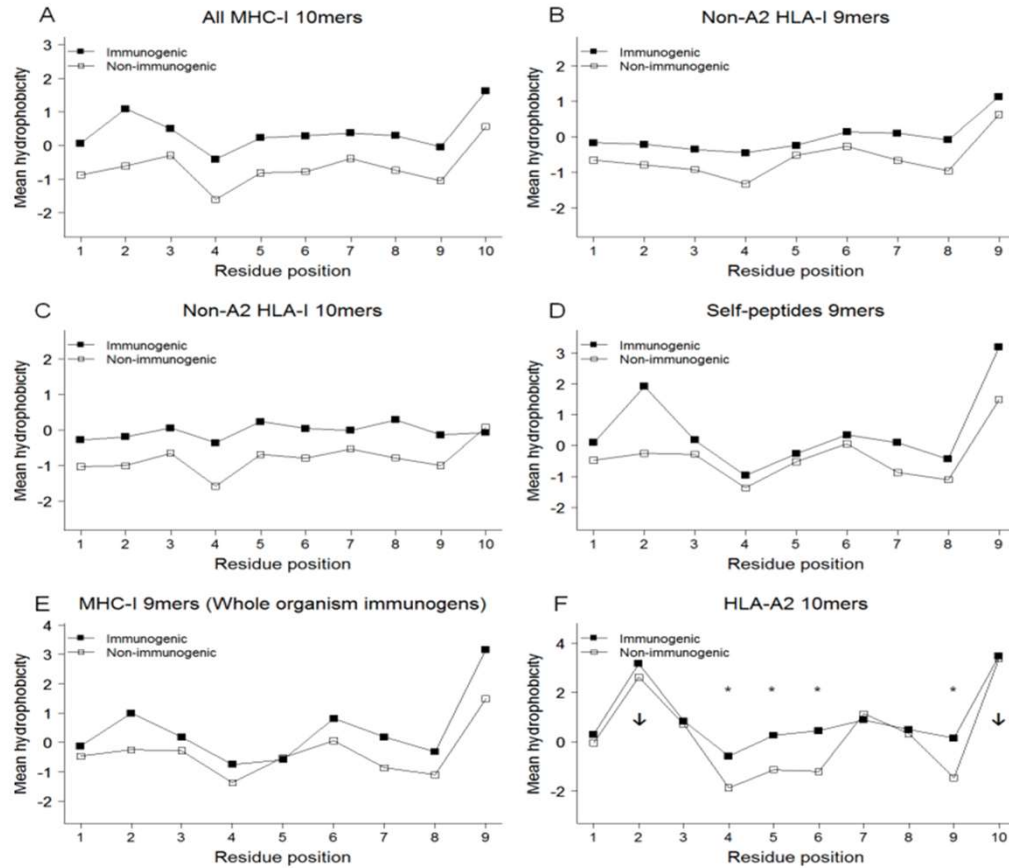 A
All MHC-I 10mers
Mean hydrophobicity
3
2
1
0
-1
-2
Immunogenic
Non-immunogenic
1 2 3 4 5 6 7 8 9 10
Residue position
B
Non-A2 HLA-I 9mers
Mean hydrophobicity
2
1
0
-1
-2
Immunogenic
Non-immunogenic
1 2 3 4 5 6 7 8 9
Residue position
C
Non-A2 HLA-I 10mers
Mean hydrophobicity
2
1
0
-1
-2
Immunogenic
Non-immunogenic
1 2 3 4 5 6 7 8 9 10
Residue position
D
Self-peptides 9mers
Mean hydrophobicity
3
2
1
0
-1
-2
Immunogenic
Non-immunogenic
1 2 3 4 5 6 7 8 9
Residue position
E
MHC-I 9mers (Whole organism immunogens)
Mean hydrophobicity
4
3
2
1
0
-1
-2
Immunogenic
Non-immunogenic
1 2 3 4 5 6 7 8 9
Residue position
F
HLA-A2 10mers
Mean hydrophobicity
4
2
0
-2
Immunogenic
Non-immunogenic
* * * *
1 2 3 4 5 6 7 8 9 10
Residue position